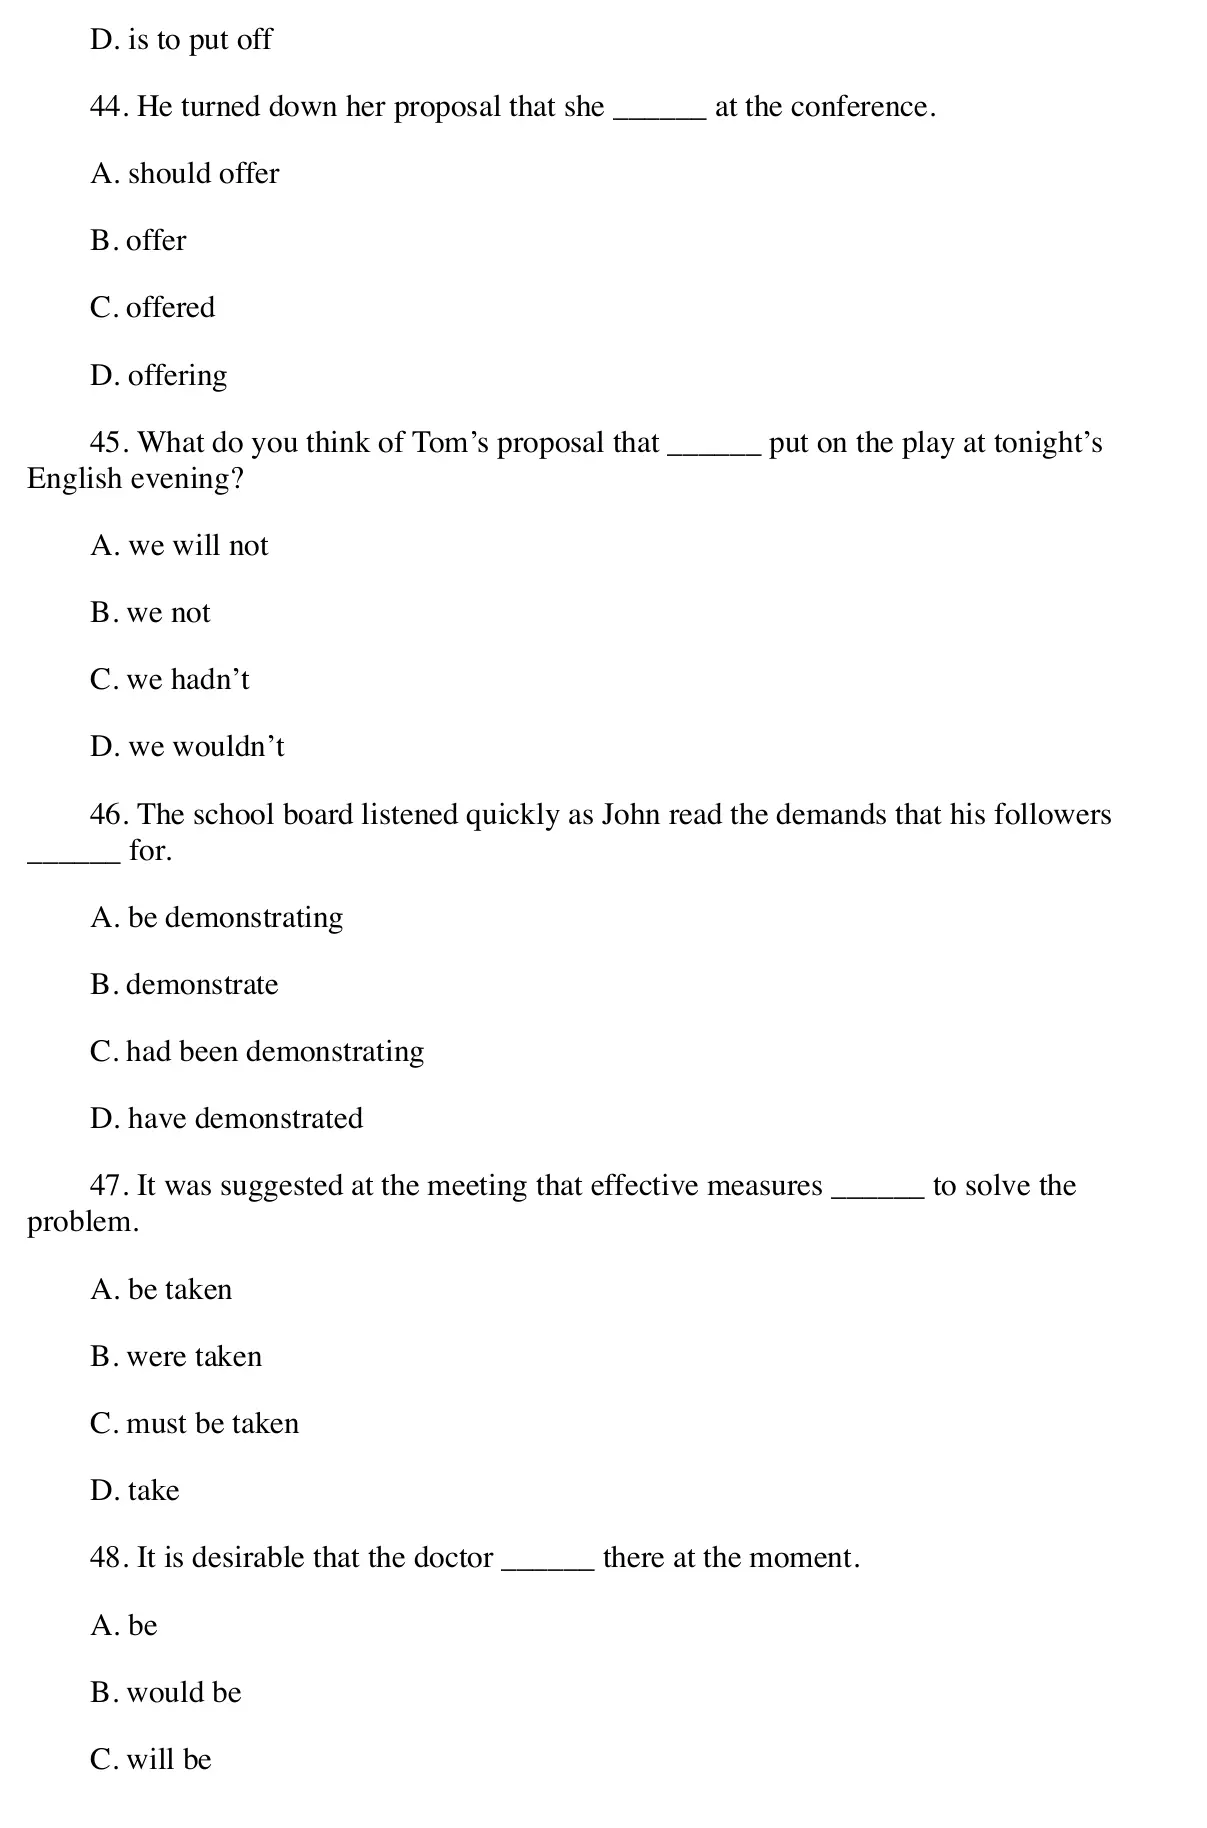 D. is to put off
44. He turned down her proposal that she ______ at the conference.
A. should offer
B. offer
C. offered
D. offering
45. What do you think of Tom’s proposal that ______ put on the play at tonight’s
English evening?
A. we will not
B. we not
C. we hadn’t
D. we wouldn’t
46. The school board listened quickly as John read the demands that his followers
______ for.
A. be demonstrating
B. demonstrate
C. had been demonstrating
D. have demonstrated
47. It was suggested at the meeting that effective measures ______ to solve the
problem.
A. be taken
B. were taken
C. must be taken
D. take
48. It is desirable that the doctor ______ there at the moment.
A. be
B. would be
C. will be